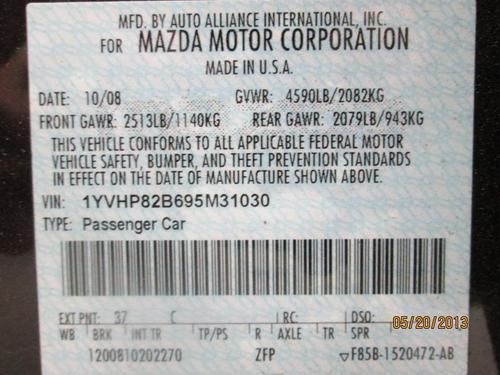 MFD. BY AUTO ALLIANCE INTERNATIONAL, INC.
FOR MAZDA MOTOR CORPORATION
MADE IN U.S.A.
DATE: 10/08 GVWR: 4590LB/2082KG
FRONT GAWR: 2513LB/1140KG REAR GAWR: 2079LB/943KG
THIS VEHICLE CONFORMS TO ALL APPLICABLE FEDERAL MOTOR
VEHICLE SAFETY, BUMPER, AND THEFT PREVENTION STANDARDS
IN EFFECT ON THE DATE OF MANUFACTURE SHOWN ABOVE.
VIN: 1YVHP82B695M31030
TYPE: Passenger Car
EXT PNT: 37 C RC: DSO:
WB BRK INT TR TP/PS R AXLE TR SPR
05/20/2013
1200810202270 ZFP ▽F85B-1520472-AB